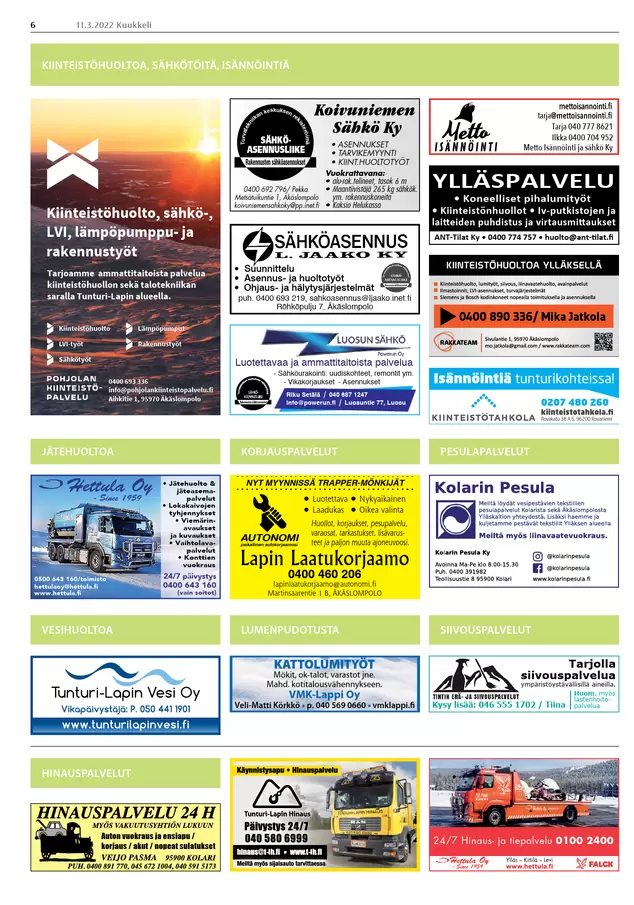 6
11.3.2022 Kuukkeli
KIINTEISTÖHUOLTOA, SÄHKÖTÖITÄ, ISÄNNÖINTIÄ
Kiinteistöhuolto, sähkö-,
LVI, lämpöpumppu- ja
rakennustyöt
Tarjoamme ammattitaitoista palvelua
kiinteistöhuollon sekä talotekniikan
saralla Tunturi-Lapin alueella.
Kiinteistöhuolto
Lämpöpumput
LVI-työt
Rakennustyöt
Sähkötyöt
POHJOLAN
KIINTEISTÖ-
PALVELU
0400 693 336
info@pohjolankiinteistopalvelu.fi
Aihkitie 1, 95970 Äkäslompolo
SÄHKÖ-
ASENNUSLIIKE
Rakennusten sähköasennukset
0400 692 796/ Pekka
Metsätuikuntie 1, Äkäslompolo
koivuniemensahkoky@pp.inet.fi
Koivuniemen
Sähkö Ky
• ASENNUKSET
• TARVIKEMYYNTI
• KIINT.HUOLTOTYÖT
Vuokrattavana:
• alu-rak.telineet, tasok 6 m
• Maantiivistäjä 265 kg sähkök.
ym. rakennuskoneita
• Kaksio Helukassa
SÄHKÖASENNUS
L. JAAKO KY
• Suunnittelu
• Asennus- ja huoltotyöt
• Ohjaus- ja hälytysjärjestelmät
puh. 0400 693 219, sahkoasennus@ljaako.inet.fi
Röhköpulju 7, Äkäslompolo
LUOSUN SÄHKÖ
Powerun Oy
Luotettavaa ja ammattitaitoista palvelua
- Sähköurakointi: uudiskohteet, remontit ym.
- Vikakorjaukset - Asennukset
Riku Setälä / 040 687 1247
info@powerun.fi / Luosuntie 77, Luosu
Metto
ISÄNNÖINTI
mettoisannointi.fi
tarja@mettoisannointi.fi
Tarja 040 777 8621
Ilkka 0400 704 952
Metto Isännöinti ja sähkö Ky
YLLÄSPALVELU
• Koneelliset pihalumityöt
• Kiinteistönhuollot • Iv-putkistojen ja
laitteiden puhdistus ja virtausmittaukset
ANT-Tilat Ky • 0400 774 757 • huolto@ant-tilat.fi
KIINTEISTÖHUOLTOA YLLÄKSELLÄ
Kiinteistöhuolto, lumityöt, siivous, liinavaatehuolto, avainpalvelut
Ilmastoinnit, LVI-asennukset, turvajärjestelmät
Siemens ja Bosch kodinkoneet nopealla toimituksella ja asennuksella
0400 890 336/ Mika Jatkola
RAKKATEAM
Sivulantie 1, 95970 Äkäslompolo
mo.jatkola@gmail.com / www.rakkateam.com
Isännöintiä tunturikohteissa!
KIINTEISTÖTAHKOLA
0207 480 260
kiinteistotahkola.fi
Rovakatu 38 A 6, 96200 Rovaniemi
JÄTEHUOLTOA
KORJAUSPALVELUT
PESULAPALVELUT
Hettula Oy
- Since 1959
• Jätehuolto &
jäteasema-
palvelut
• Lokakaivojen
tyhjennykset
• Viemärin-
avaukset
ja kuvaukset
• Vaihtolava-
palvelut
• Konttien
vuokraus
0500 643 160/toimisto
hettulaoy@hettula.fi
www.hettula.fi
24/7 päivystys
0400 643 160
(vain soitot)
NYT MYYNNISSÄ TRAPPER-MÖNKIJÄT
• Luotettava • Nykyaikainen
• Laadukas • Oikea valinta
AUTONOMI
paikallinen autokorjaamosi
Huollot, korjaukset, pesupalvelu,
varaosat, tarkastukset, lisävarus-
teet ja paljon muuta ajoneuvoosi.
Lapin Laatukorjaamo
0400 460 206
lapinlaatukorjaamo@autonomi.fi
Martinsaarentie 1 B, ÄKÄSLOMPOLO
Kolarin Pesula
Meiltä löydät vesipestävien tekstiilien
pesulapalvelut Kolarista sekä Äkäslompolosta
Ylläskaition yhteydestä. Lisäksi haemme ja
kuljetamme pestävät tekstiilit Ylläksen alueella
Meiltä myös liinavaatevuokraus.
Kolarin Pesula Ky
Avoinna Ma-Pe klo 8.00-15.30
Puh. 0400 391982
Teollisuustie 8 95900 Kolari
@kolarinpesula
@kolarinpesula
www.kolarinpesula.fi
VESIHUOLTOA
LUMENPUDOTUSTA
SIIVOUSPALVELUT
Tunturi-Lapin Vesi Oy
Vikapäivystäjä: P. 050 441 1901
www.tunturilapinvesi.fi
KATTOLUMITYÖT
Mökit, ok-talot, varastot jne.
Mahd. kotitalousvähennykseen.
VMK-Lappi Oy
Veli-Matti Körkkö • p. 040 569 0660 • vmklappi.fi
TINTIN ERÄ- JA SIIVOUSPALVELUT
Tarjolla
siivouspalvelua
ympäristöystävällisillä aineilla.
Kysy lisää: 046 555 1702 / Tiina
Huom. myös
lastenhoito-
palvelua
HINAUSPALVELUT
HINAUSPALVELU 24 H
MYÖS VAKUUTUSYHTIÖN LUKUUN
Auton vuokraus ja ensiapu /
korjaus / akut / nopeat sulatukset
VEIJO PASMA 95900 KOLARI
PUH. 0400 891 770, 045 672 1004, 040 591 5173
Käynnistysapu • Hinauspalvelu
Tunturi-Lapin Hinaus
Päivystys 24/7
040 580 6999
hinaus@t-lh.fi • www.t-lh.fi
Meiltä myös sijaisauto tarvittaessa.
24/7 Hinaus- ja tiepalvelu 0100 2400
Hettula Oy
- Since 1959
Ylläs – Kittilä – Levi
www.hettula.fi
FALCK